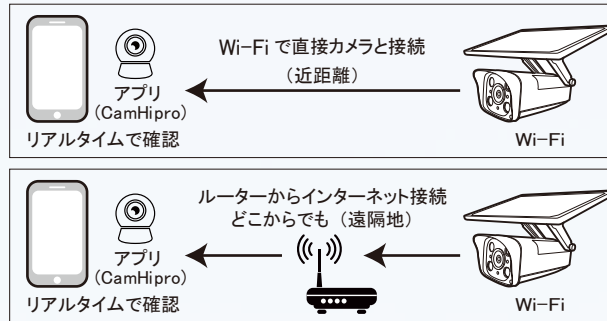 Wi-Fi で直接カメラと接続
（近距離）
アプリ
(CamHipro)
リアルタイムで確認
Wi-Fi
ルーターからインターネット接続
どこからでも（遠隔地）
アプリ
(CamHipro)
リアルタイムで確認
Wi-Fi